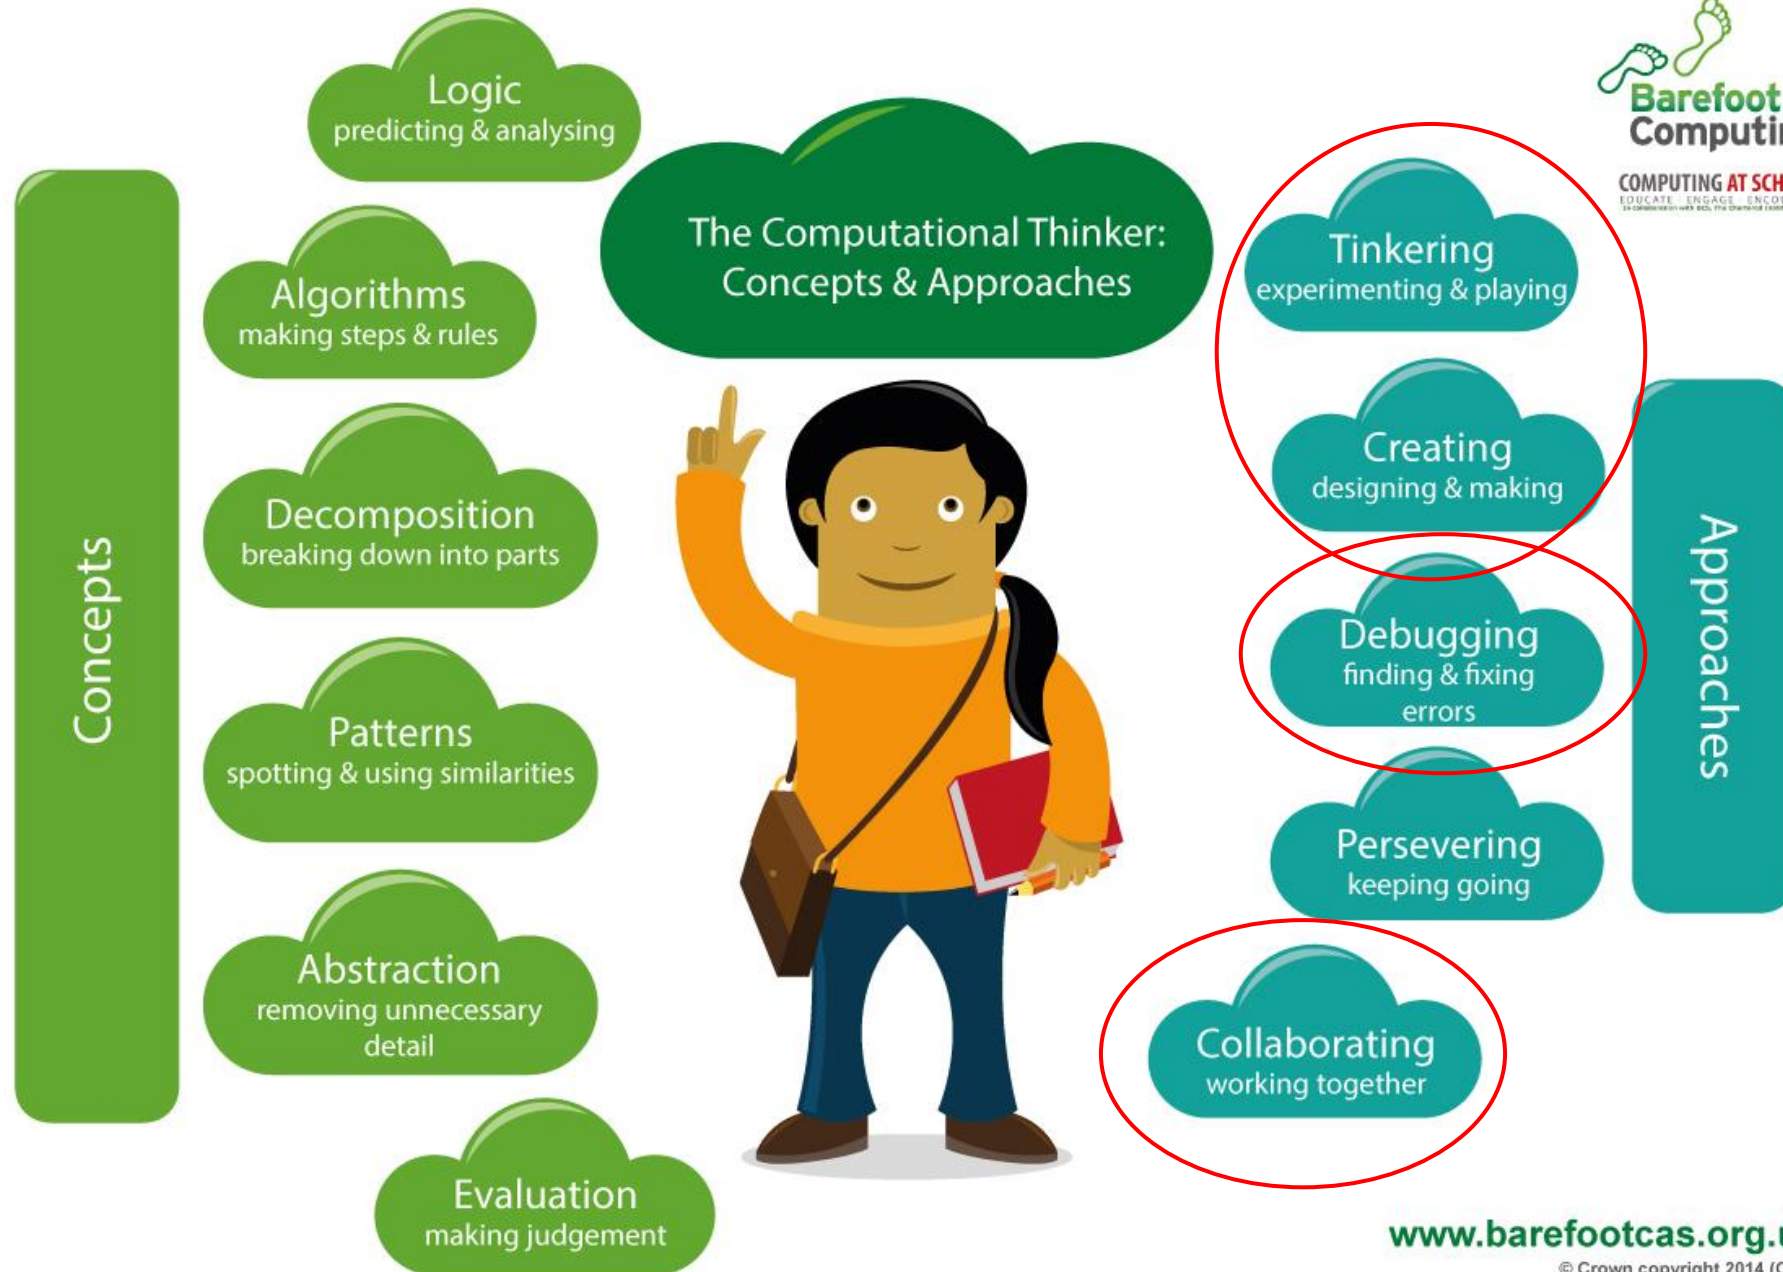 Logic
predicting & analysing
The Computational Thinker:
Concepts & Approaches
Barefoot
COMPUTING AT
EDUCATE · ENGAGE ·
Concepts
Algorithms
making steps & rules
Decomposition
breaking down into parts
Patterns
spotting & using similarities
Abstraction
removing unnecessary
detail
Evaluation
making judgement
Tinkering
experimenting & playing
Creating
designing & making
Debugging
finding & fixing
errors
Persevering
keeping going
Collaborating
working together
Approaches
www.barefootcas.org.u
© Crown copyright 2014